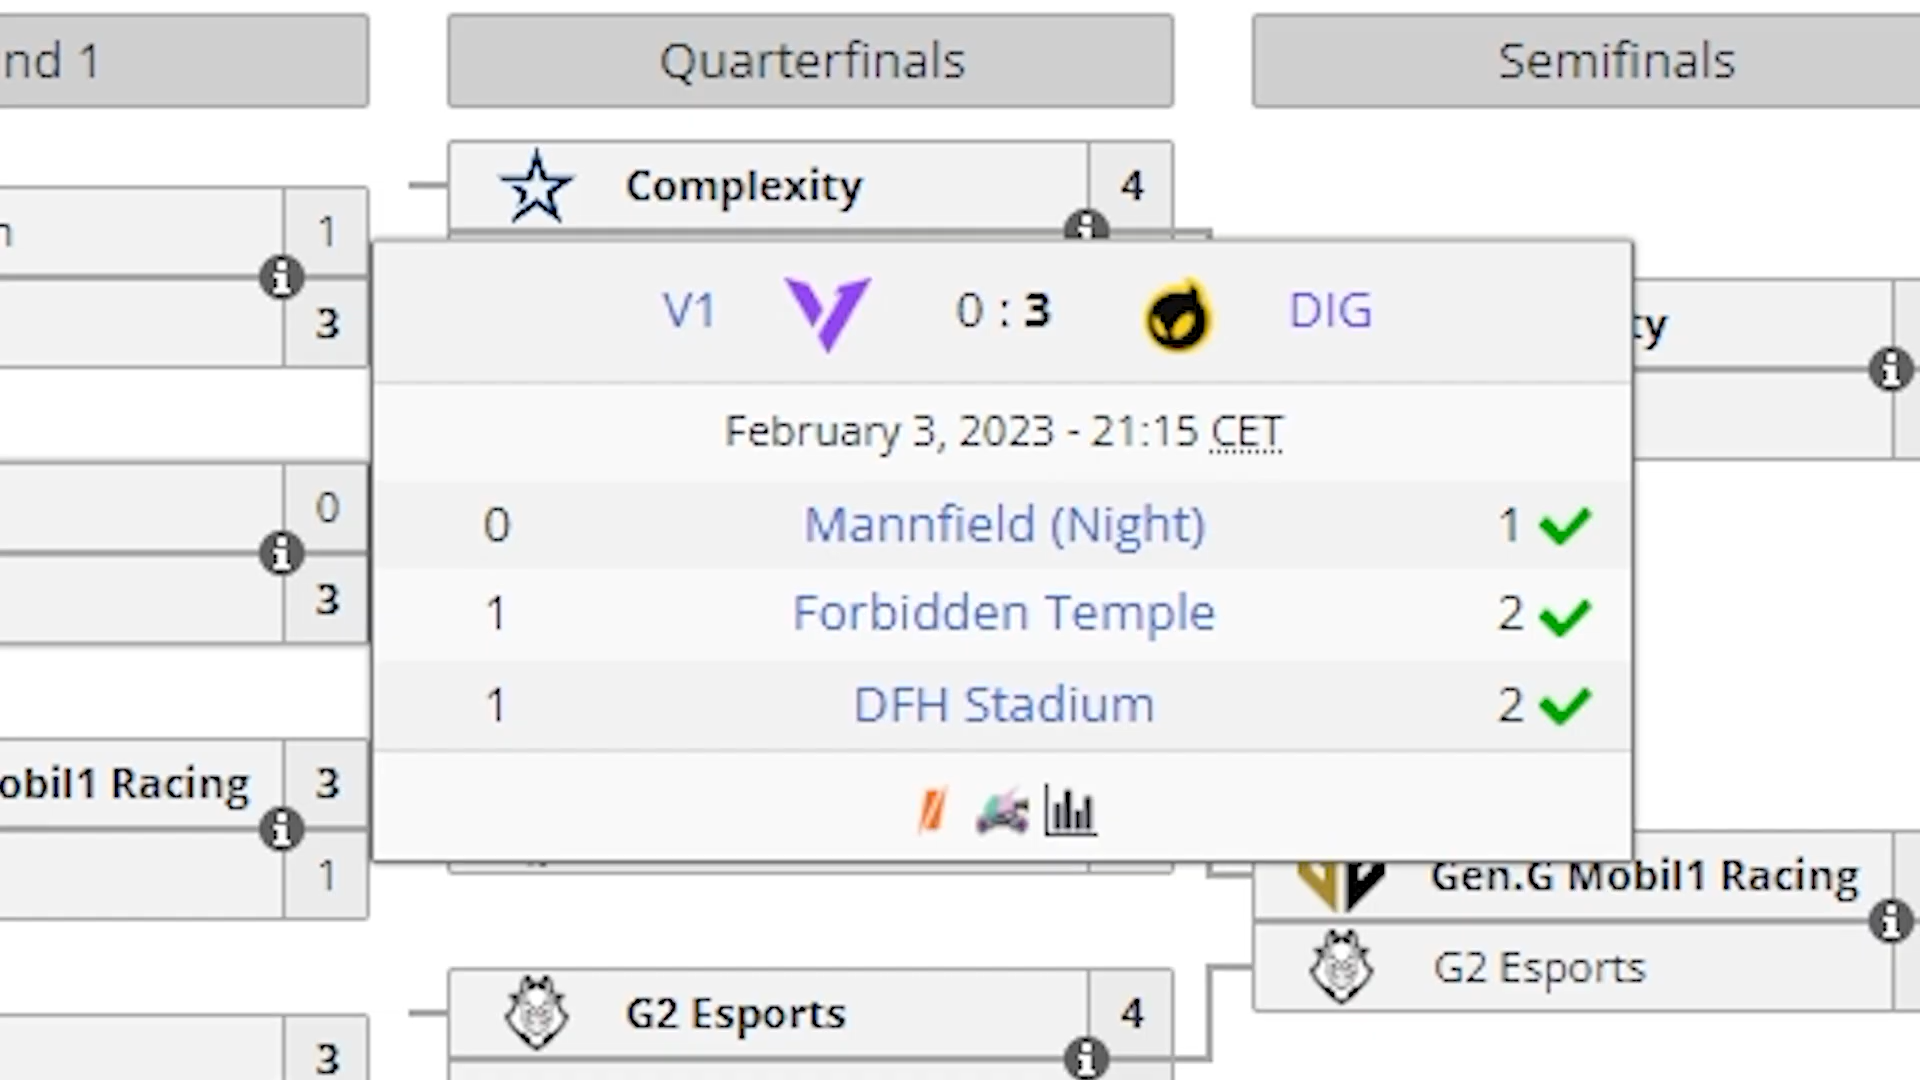 nd 1
Quarterfinals
Semifinals
Complexity 4
n 1
3
V1 0 : 3 DIG
ty
February 3, 2023 - 21:15 CET
0 Mannfield (Night) 1
0
1 Forbidden Temple 2
3
1 DFH Stadium 2
obil1 Racing 3
1
Gen.G Mobil1 Racing
G2 Esports
G2 Esports 4
3